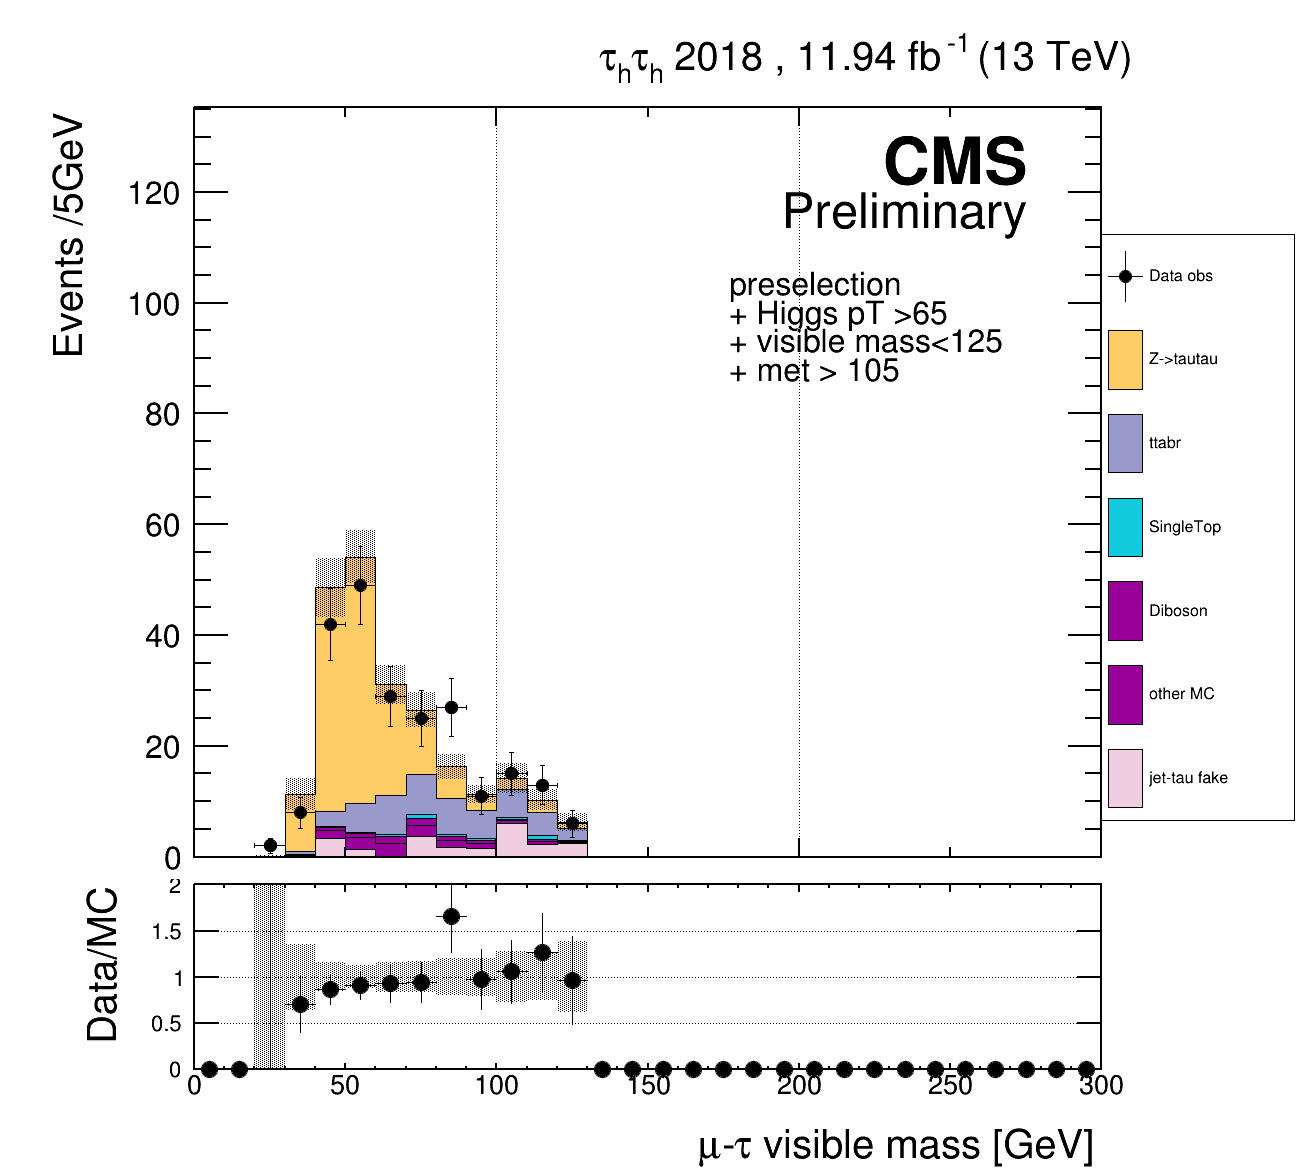 τhτh 2018 , 11.94 fb-1 (13 TeV)
Events /5GeV
120
100
80
60
40
20
0
CMS
Preliminary
preselection
+ Higgs pT >65
+ visible mass<125
+ met > 105
Data obs
Z->tautau
ttabr
SingleTop
Diboson
other MC
jet-tau fake
Data/MC
2
1.5
1
0.5
0
0 50 100 150 200 250 300
μ-τ visible mass [GeV]